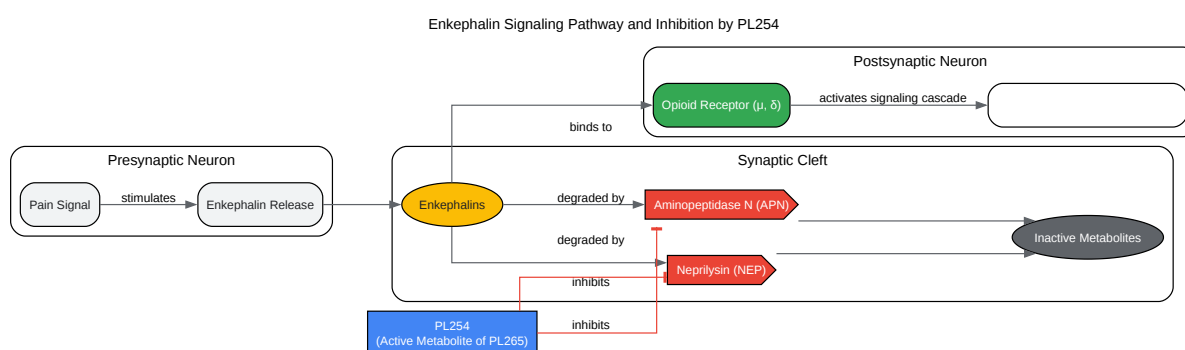 Enkephalin Signaling Pathway and Inhibition by PL254
Postsynaptic Neuron
Opioid Receptor (μ, δ)
activates signaling cascade
binds to
Presynaptic Neuron
Pain Signal
stimulates
Enkephalin Release
Synaptic Cleft
Enkephalins
degraded by
Aminopeptidase N (APN)
degraded by
Neprilysin (NEP)
Inactive Metabolites
inhibits
PL254
(Active Metabolite of PL265)
inhibits